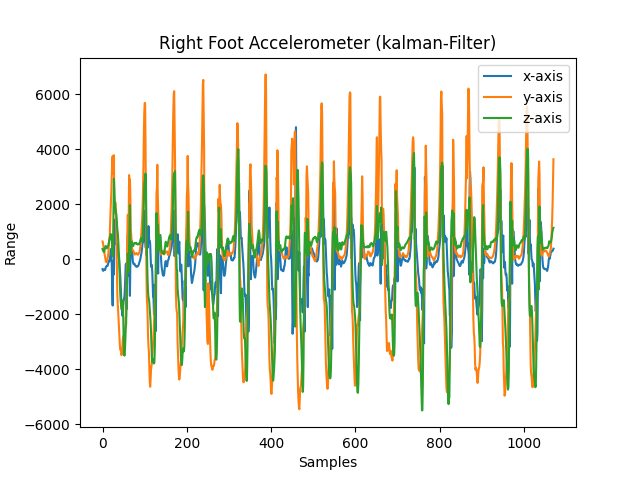 Right Foot Accelerometer (kalman-Filter)
x-axis
y-axis
z-axis
6000
4000
2000
0
−2000
−4000
−6000
Range
0
200
400
600
800
1000
Samples